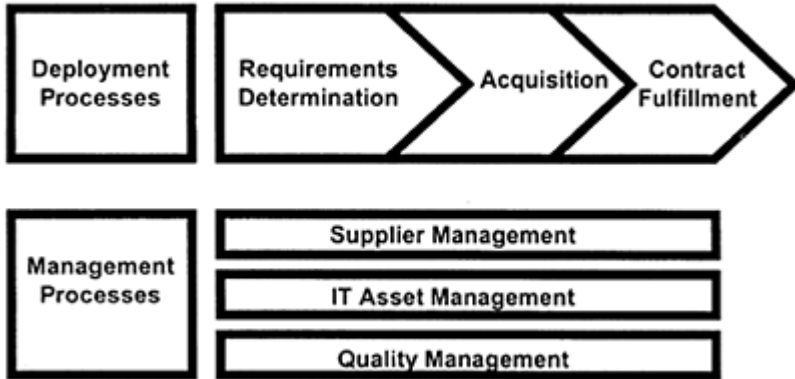 Deployment
Processes
Requirements
Determination
Acquisition
Contract
Fulfillment
Management
Processes
Supplier Management
IT Asset Management
Quality Management